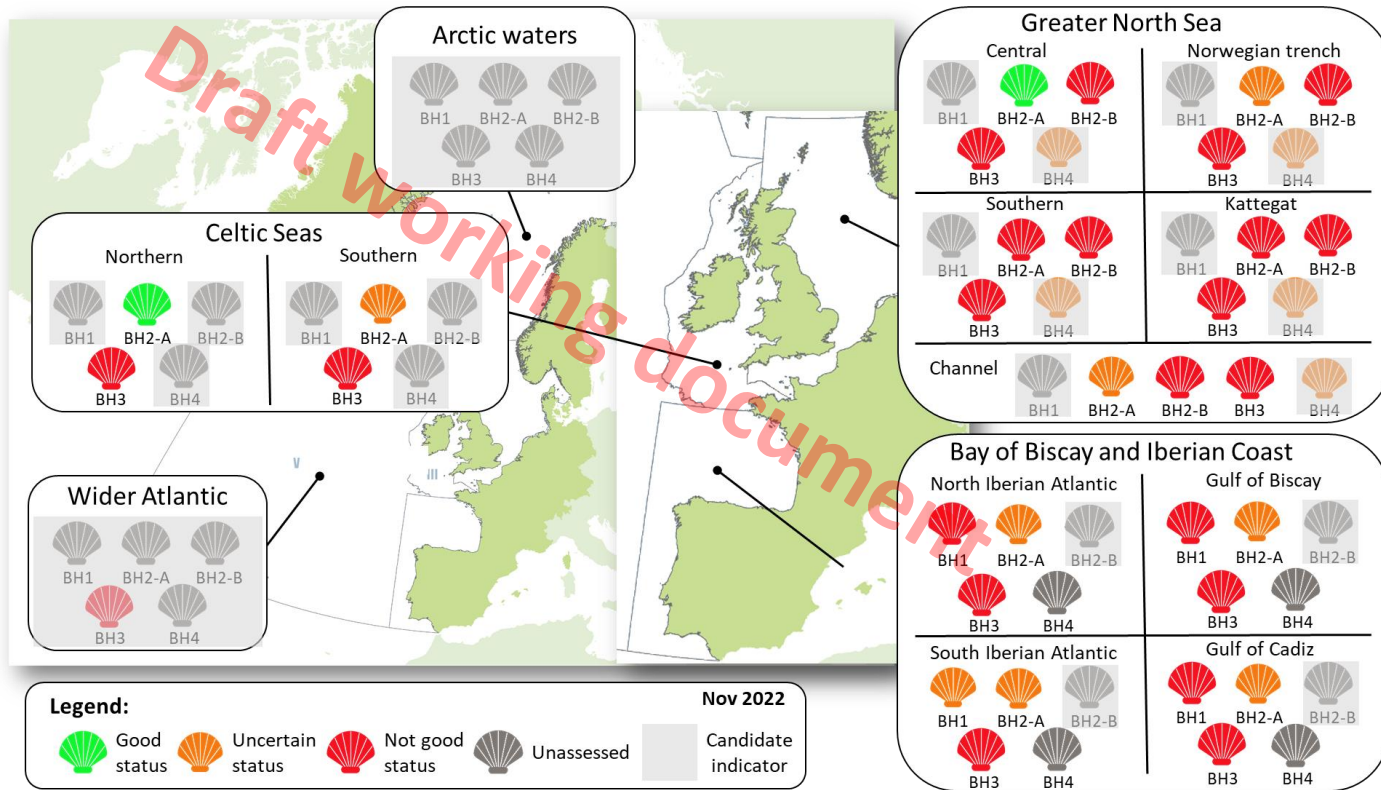 Draft working document
Arctic waters
BH1 BH2-A BH2-B
BH3 BH4
Celtic Seas
Northern
BH1 BH2-A BH2-B
BH3 BH4
Southern
BH1 BH2-A BH2-B
BH3 BH4
Wider Atlantic
BH1 BH2-A BH2-B
BH3 BH4
V
III
Greater North Sea
Central
BH1 BH2-A BH2-B
BH3 BH4
Norwegian trench
BH1 BH2-A BH2-B
BH3 BH4
Southern
BH1 BH2-A BH2-B
BH3 BH4
Kattegat
BH1 BH2-A BH2-B
BH3 BH4
Channel
BH1 BH2-A BH2-B BH3 BH4
Bay of Biscay and Iberian Coast
North Iberian Atlantic
BH1 BH2-A BH2-B
BH3 BH4
Gulf of Biscay
BH1 BH2-A BH2-B
BH3 BH4
South Iberian Atlantic
BH1 BH2-A BH2-B
BH3 BH4
Gulf of Cadiz
BH1 BH2-A BH2-B
BH3 BH4
Legend:
Nov 2022
Good
status
Uncertain
status
Not good
status
Unassessed
Candidate
indicator